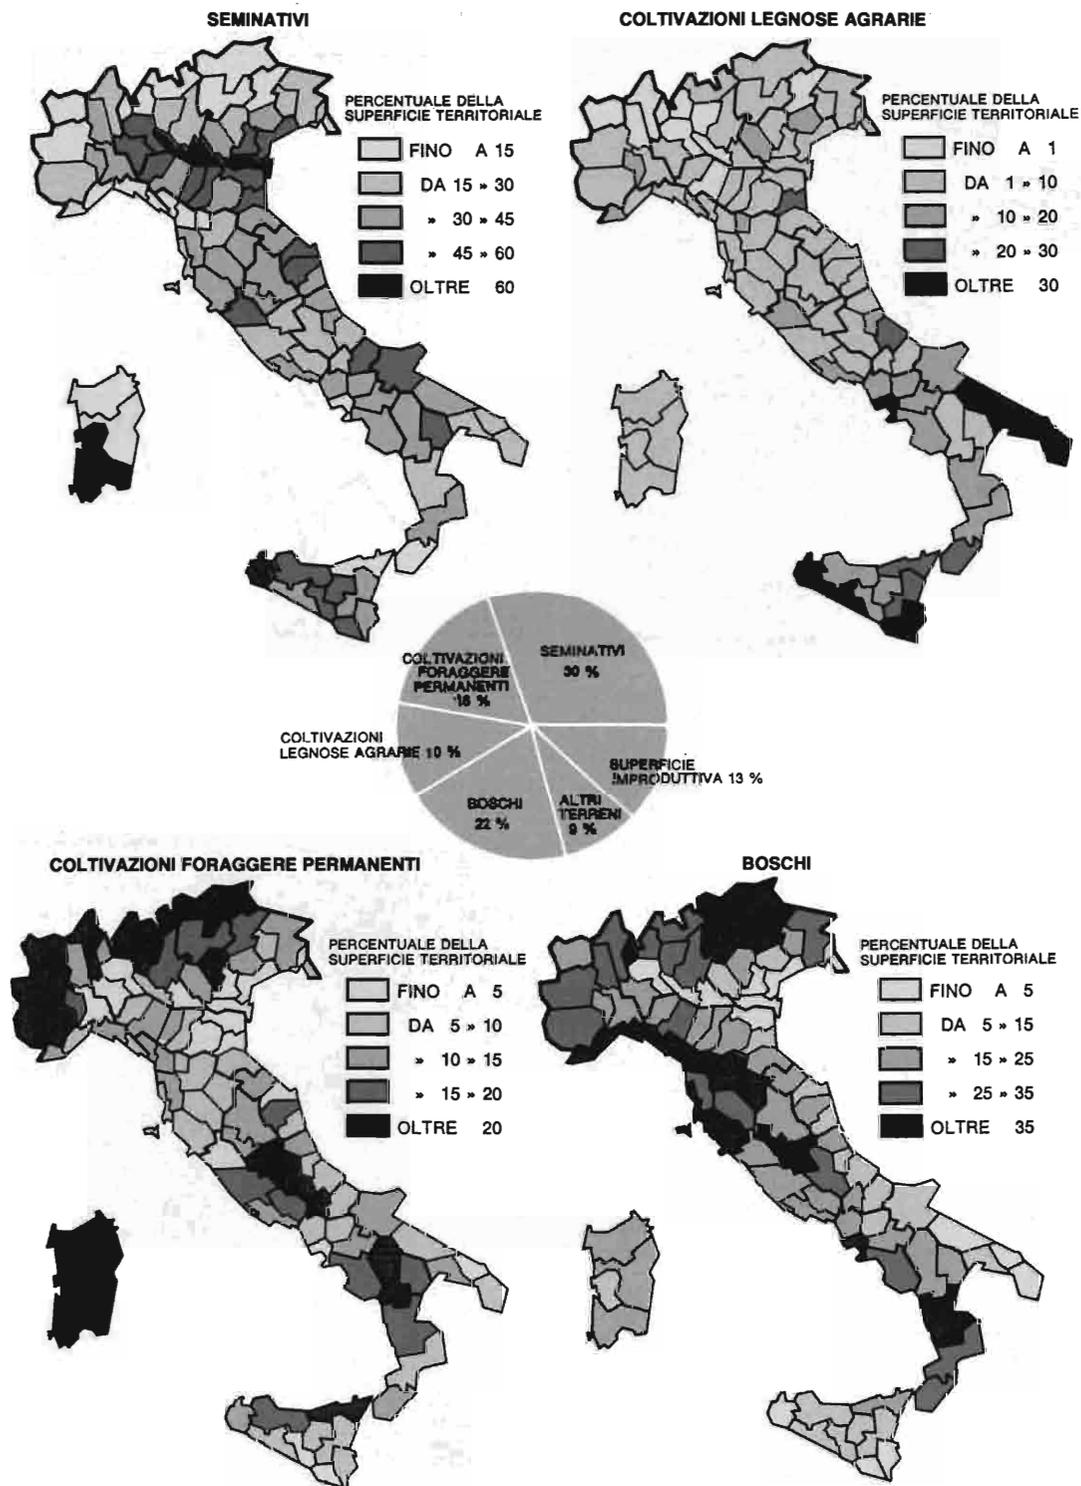 SEMINATIVI
PERCENTUALE DELLA
SUPERFICIE TERRITORIALE
FINO A 15
DA 15 » 30
» 30 » 45
» 45 » 60
OLTRE 60
COLTIVAZIONI LEGNOSE AGRARIE
PERCENTUALE DELLA
SUPERFICIE TERRITORIALE
FINO A 1
DA 1 » 10
» 10 » 20
» 20 » 30
OLTRE 30
SEMINATIVI
30 %
COLTIVAZIONI
FORAGGERE
PERMANENTI
16 %
COLTIVAZIONI
LEGNOSE AGRARIE 10 %
BOSCHI
22 %
ALTRI
TERRENI
9 %
SUPERFICIE
IMPRODUTTIVA 13 %
COLTIVAZIONI FORAGGERE PERMANENTI
PERCENTUALE DELLA
SUPERFICIE TERRITORIALE
FINO A 5
DA 5 » 10
» 10 » 15
» 15 » 20
OLTRE 20
BOSCHI
PERCENTUALE DELLA
SUPERFICIE TERRITORIALE
FINO A 5
DA 5 » 15
» 15 » 25
» 25 » 35
OLTRE 35